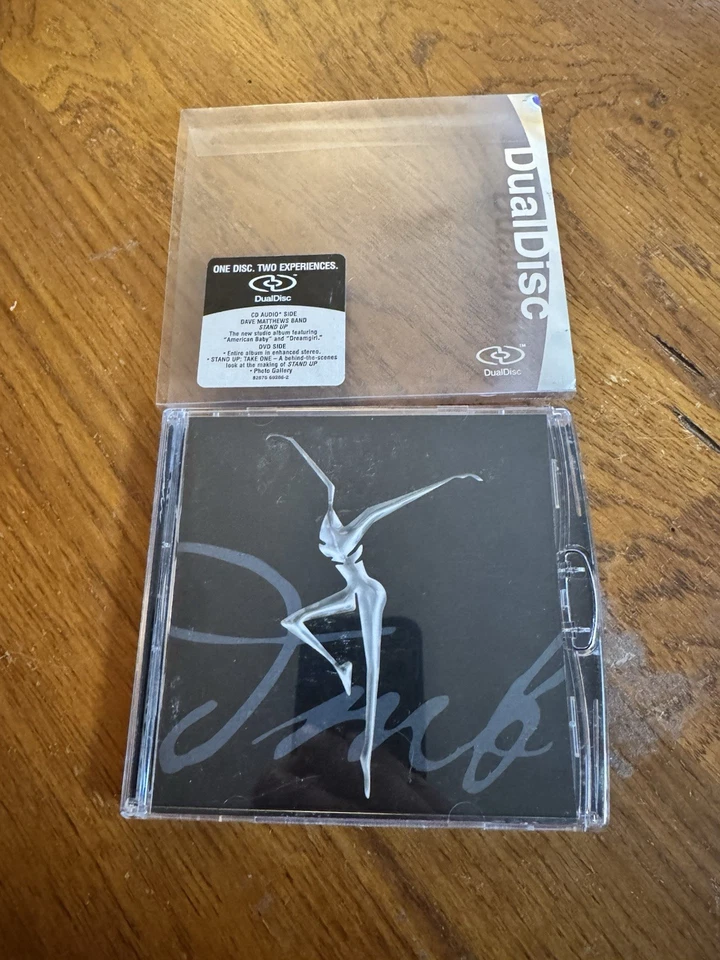 DualDisc
ONE DISC. TWO EXPERIENCES.
DualDisc
CD AUDIO* SIDE
DAVE MATTHEWS BAND
STAND UP
The new studio album featuring
"American Baby" and "Dreamgirl."
DVD SIDE
• Entire album in enhanced stereo.
• STAND UP: TAKE ONE – A behind-the-scenes
look at the making of STAND UP
• Photo Gallery
TM
DualDisc
Dmb